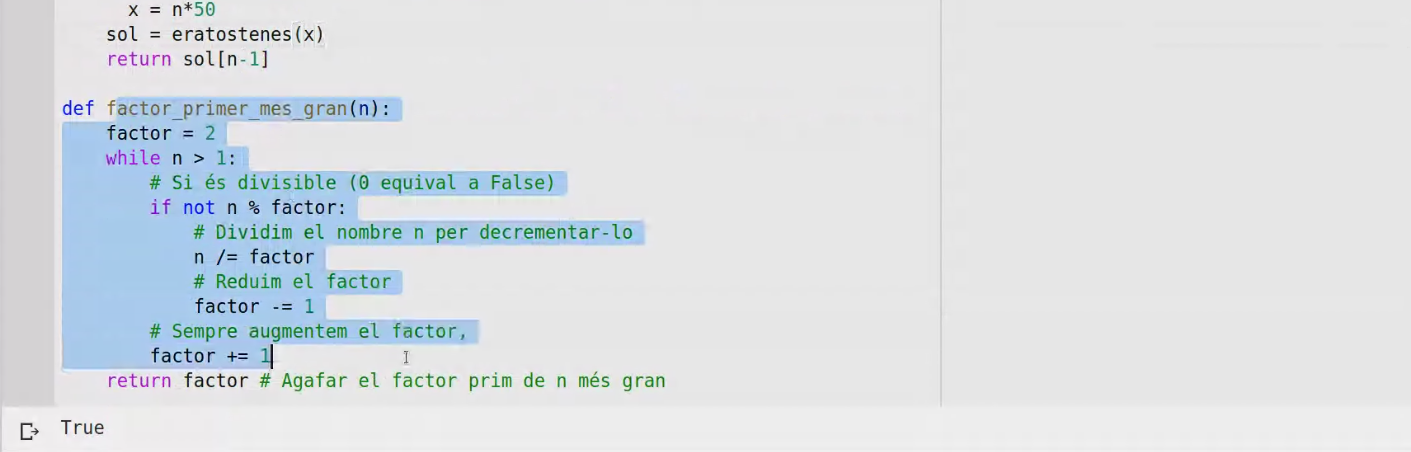 x = n*50
sol = eratostenes(x)
return sol[n-1]
def factor_primer_mes_gran(n):
factor = 2
while n > 1:
# Si és divisible (0 equival a False)
if not n % factor:
# Dividim el nombre n per decrementar-lo
n /= factor
# Reduim el factor
factor -= 1
# Sempre augmentem el factor,
factor += 1
return factor # Agafar el factor prim de n més gran
True